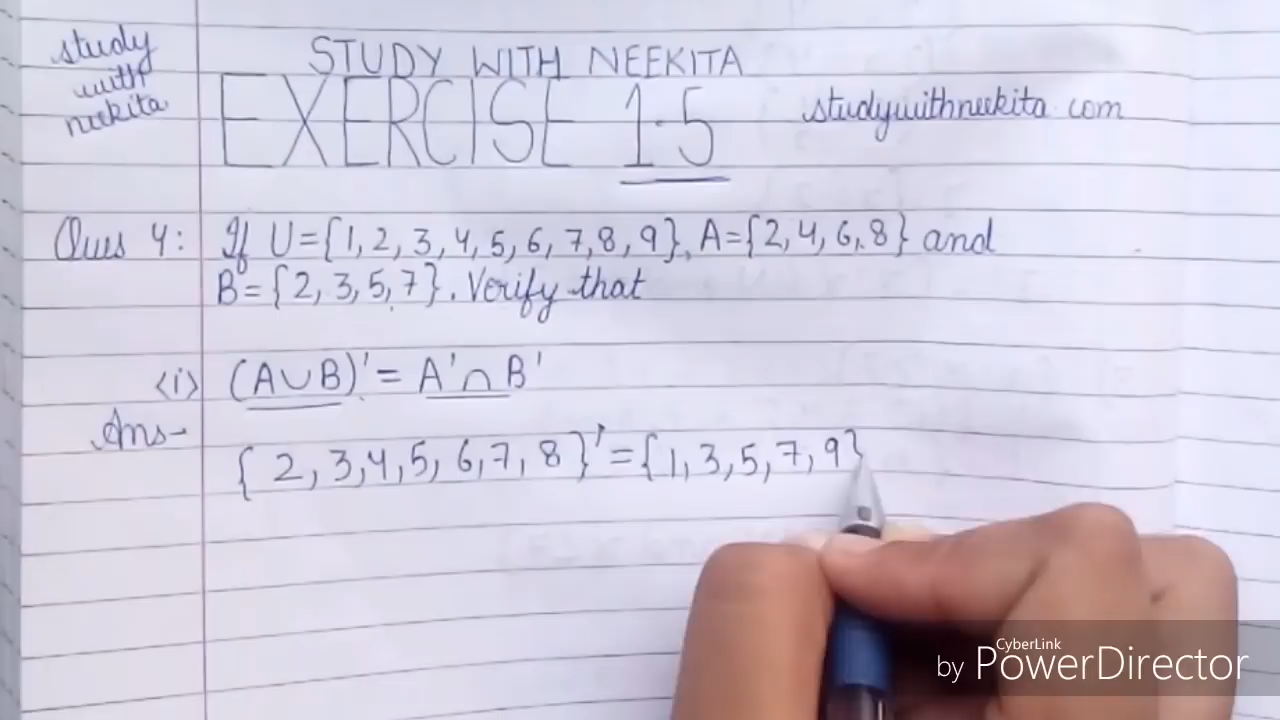 study
with
neekita
STUDY WITH NEEKITA
EXERCISE 1.5
studywithneekita.com
Ques 4: If U={1,2,3,4,5,6,7,8,9}, A={2,4,6,8} and
B={2,3,5,7}. Verify that
<i> (A∪B)'=A'∩B'
Ans-
{2,3,4,5,6,7,8}'={1,3,5,7,9}
CyberLink
by PowerDirector